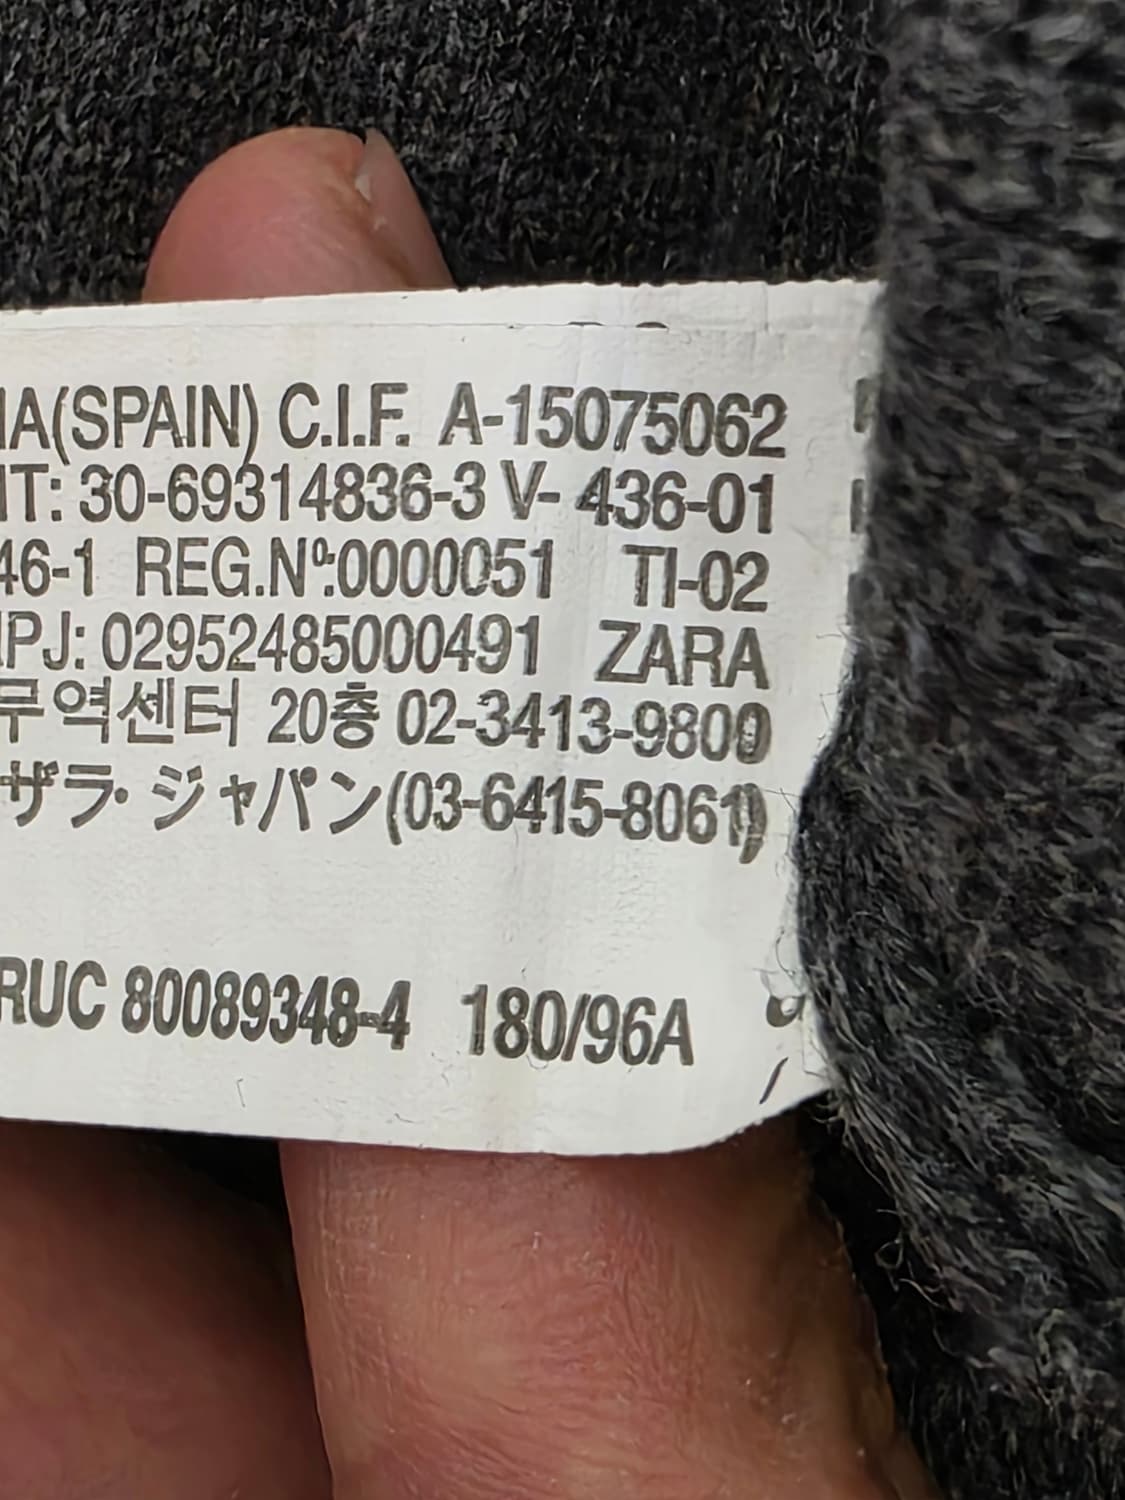 IA(SPAIN) C.I.F. A-15075062
IT: 30-69314836-3 V- 436-01
46-1 REG.Nº:0000051 TI-02
PJ: 02952485000491 ZARA
무역센터 20층 02-3413-9800
ザラ・ジャパン(03-6415-8061)
RUC 80089348-4 180/96A